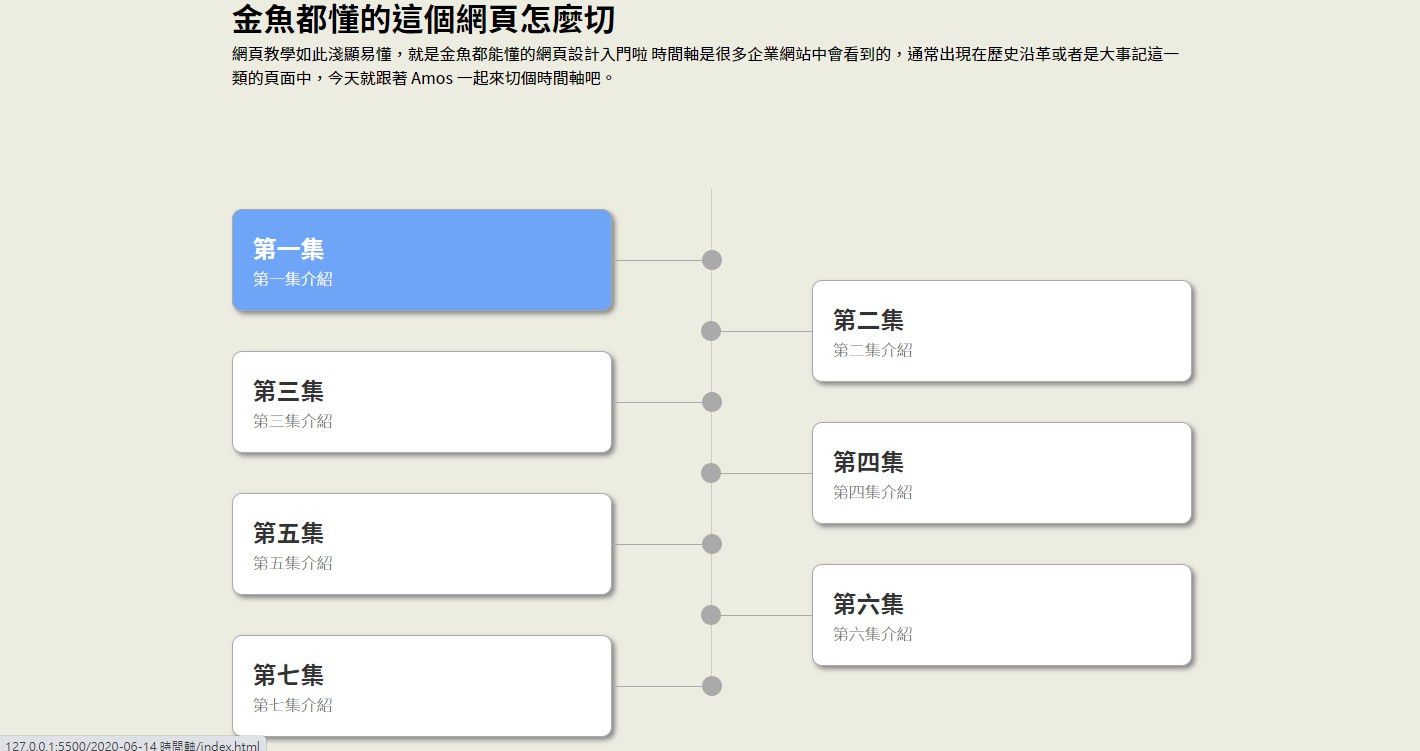 金魚都懂的這個網頁怎麼切
網頁教學如此淺顯易懂，就是金魚都能懂的網頁設計入門啦 時間軸是很多企業網站中會看到的，通常出現在歷史沿革或者是大事記這一
類的頁面中，今天就跟著 Amos 一起來切個時間軸吧。
第一集
第一集介紹
第二集
第二集介紹
第三集
第三集介紹
第四集
第四集介紹
第五集
第五集介紹
第六集
第六集介紹
第七集
第七集介紹
127.0.0.1:5500/2020-06-14 時間軸/index.html